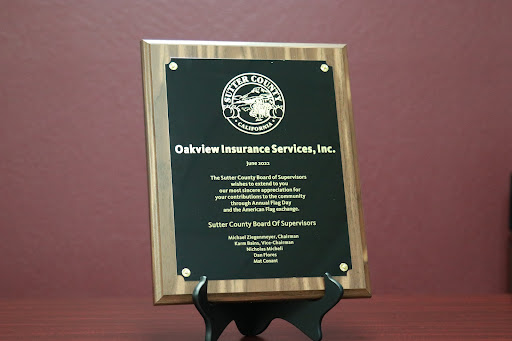 SUTTER COUNTY
CALIFORNIA
Oakview Insurance Services, Inc.
June 2022
The Sutter County Board of Supervisors
wishes to extend to you
our most sincere appreciation for
your contributions to the community
through Annual Flag Day
and the American Flag exchange.
Sutter County Board Of Supervisors
Michael Ziegenmeyer, Chairman
Karm Bains, Vice-Chairman
Nicholas Micheli
Dan Flores
Mat Conant